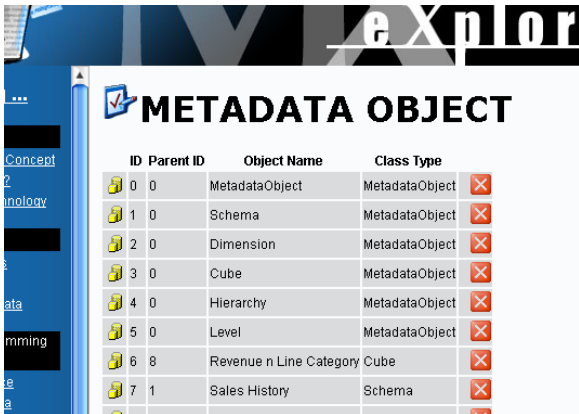 eXplor
...
METADATA OBJECT
Concept
?
hnology
s
ata
mming
ce
a
ID Parent ID Object Name Class Type
0 0 MetadataObject MetadataObject
1 0 Schema MetadataObject
2 0 Dimension MetadataObject
3 0 Cube MetadataObject
4 0 Hierarchy MetadataObject
5 0 Level MetadataObject
6 8 Revenue n Line Category Cube
7 1 Sales History Schema